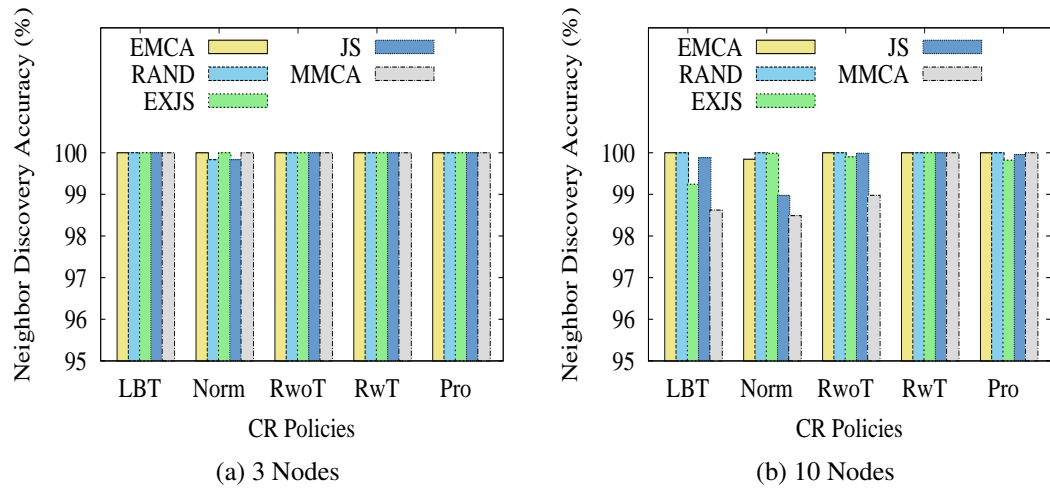 Neighbor Discovery Accuracy (%)
EMCA
RAND
EXJS
JS
MMCA
100
99
98
97
96
95
LBT Norm RwoT RwT Pro
CR Policies
(a) 3 Nodes
Neighbor Discovery Accuracy (%)
EMCA
RAND
EXJS
JS
MMCA
100
99
98
97
96
95
LBT Norm RwoT RwT Pro
CR Policies
(b) 10 Nodes